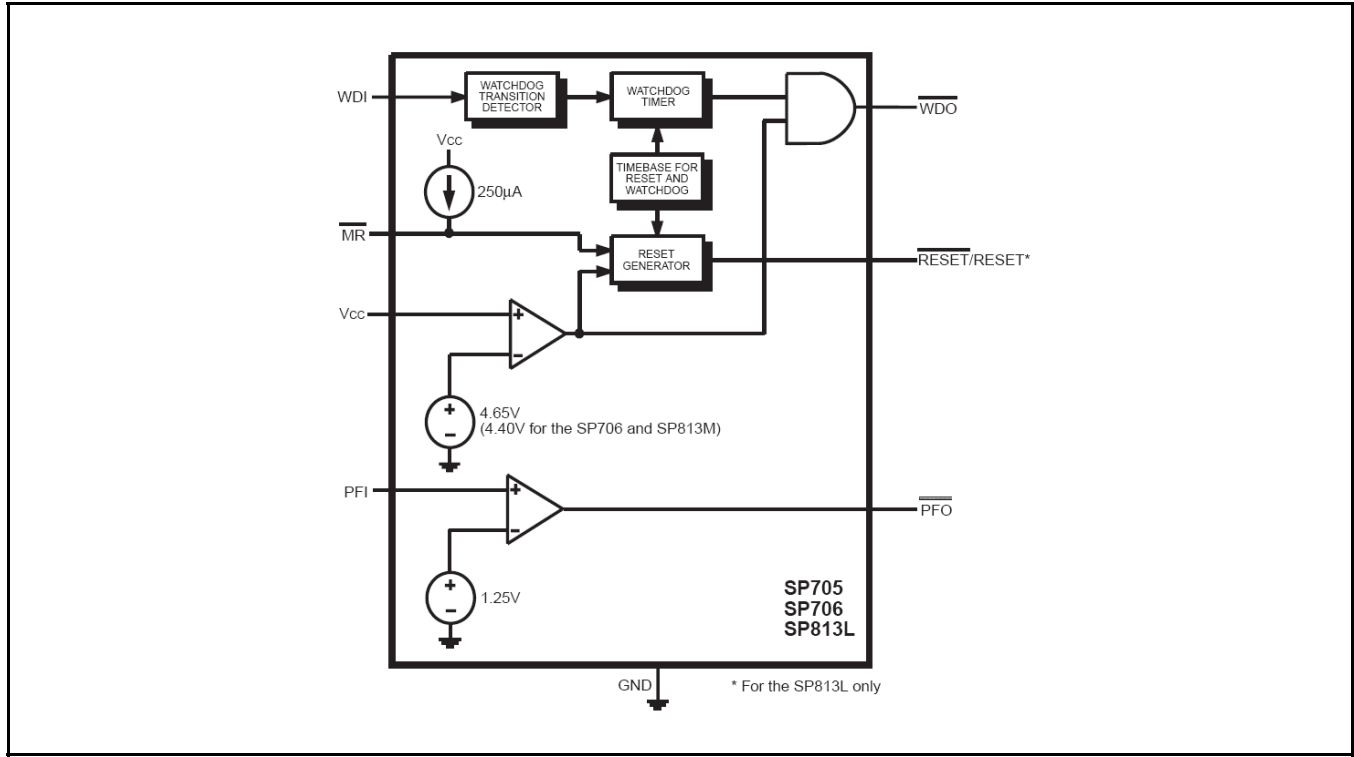 WDI
WATCHDOG
TRANSITION
DETECTOR
WATCHDOG
TIMER
WDO
Vcc
250µA
TIMEBASE FOR
RESET AND
WATCHDOG
MR
RESET
GENERATOR
RESET/RESET*
Vcc
+
−
+
−
4.65V
(4.40V for the SP706 and SP813M)
PFI
+
−
PFO
+
−
1.25V
SP705
SP706
SP813L
GND
* For the SP813L only